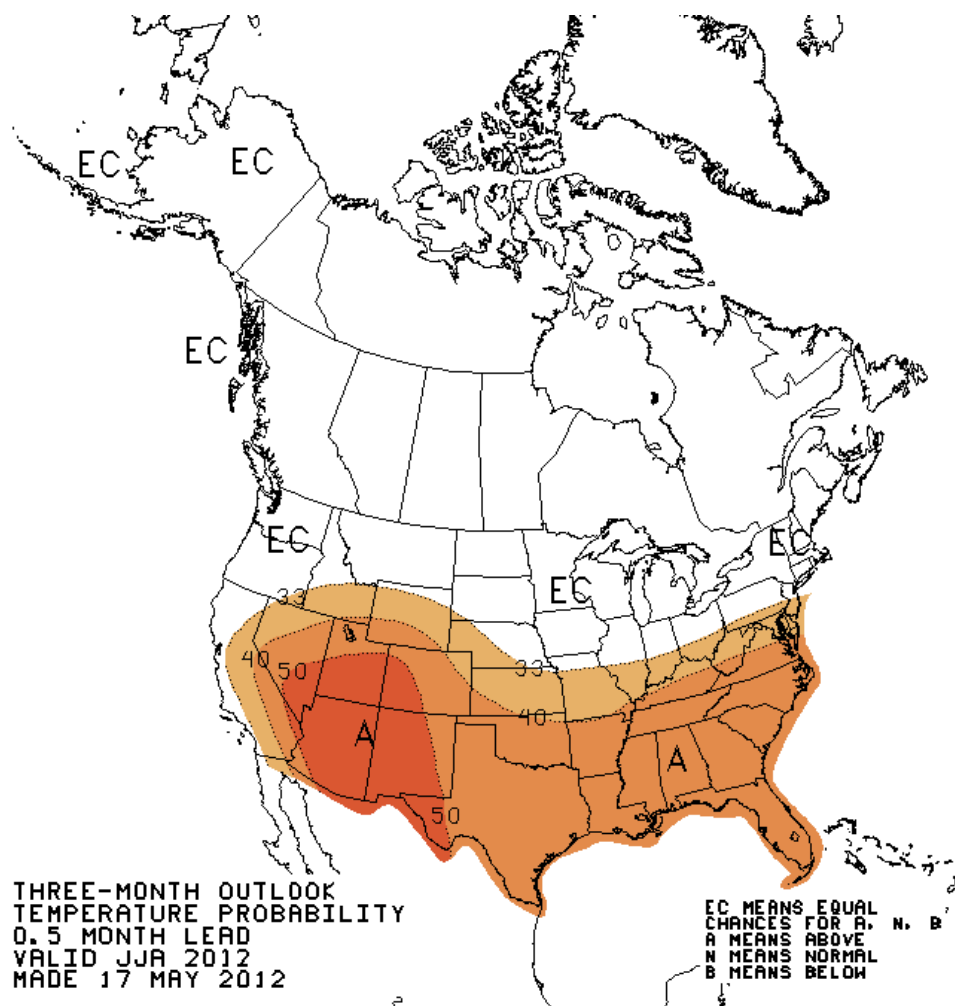 EC
EC
EC
EC
EC
EC
33
40
50
33
40
A
A
50
THREE-MONTH OUTLOOK
TEMPERATURE PROBABILITY
0.5 MONTH LEAD
VALID JJA 2012
MADE 17 MAY 2012
EC MEANS EQUAL
CHANCES FOR A, N, B
A MEANS ABOVE
N MEANS NORMAL
B MEANS BELOW